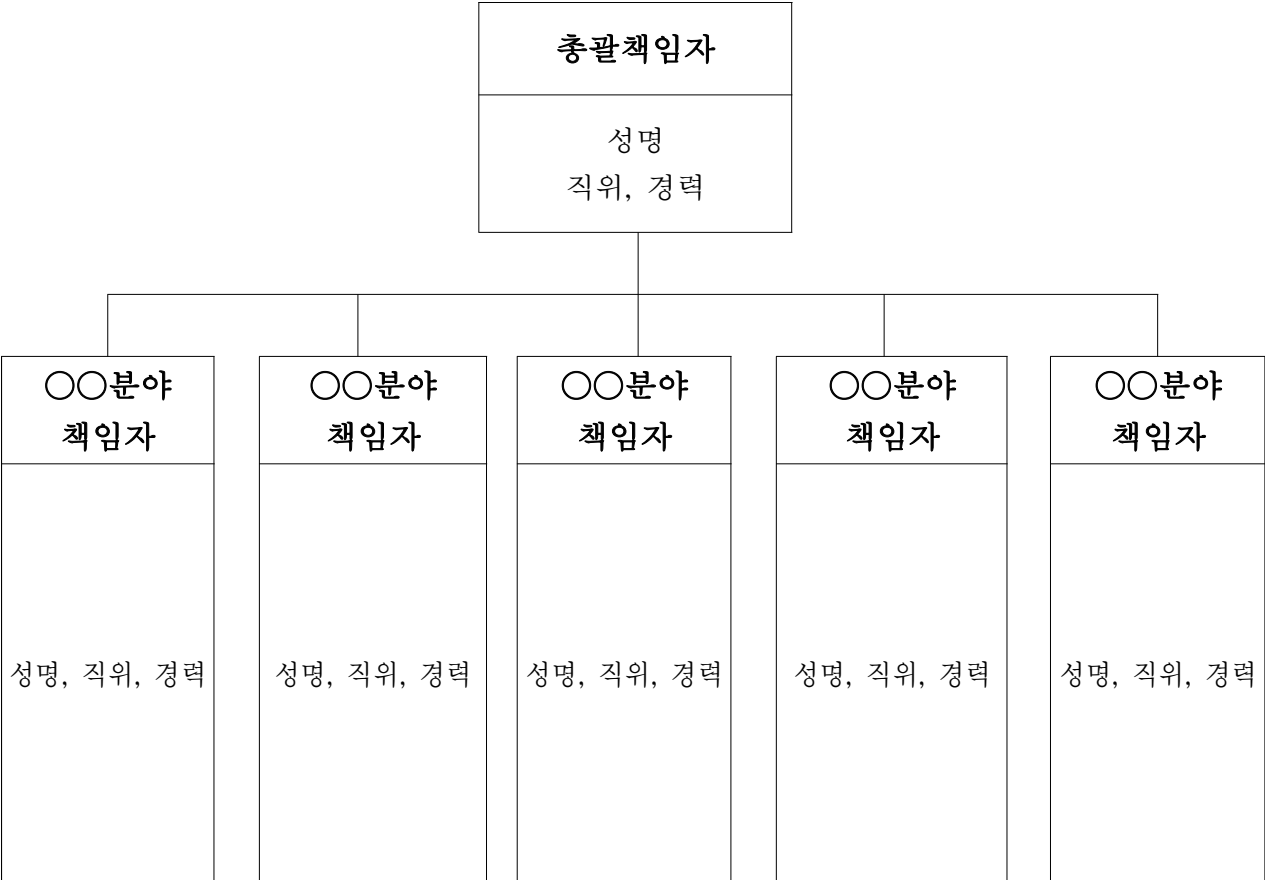 총괄책임자
성명
직위, 경력
○○분야
책임자
○○분야
책임자
○○분야
책임자
○○분야
책임자
○○분야
책임자
성명, 직위, 경력
성명, 직위, 경력
성명, 직위, 경력
성명, 직위, 경력
성명, 직위, 경력